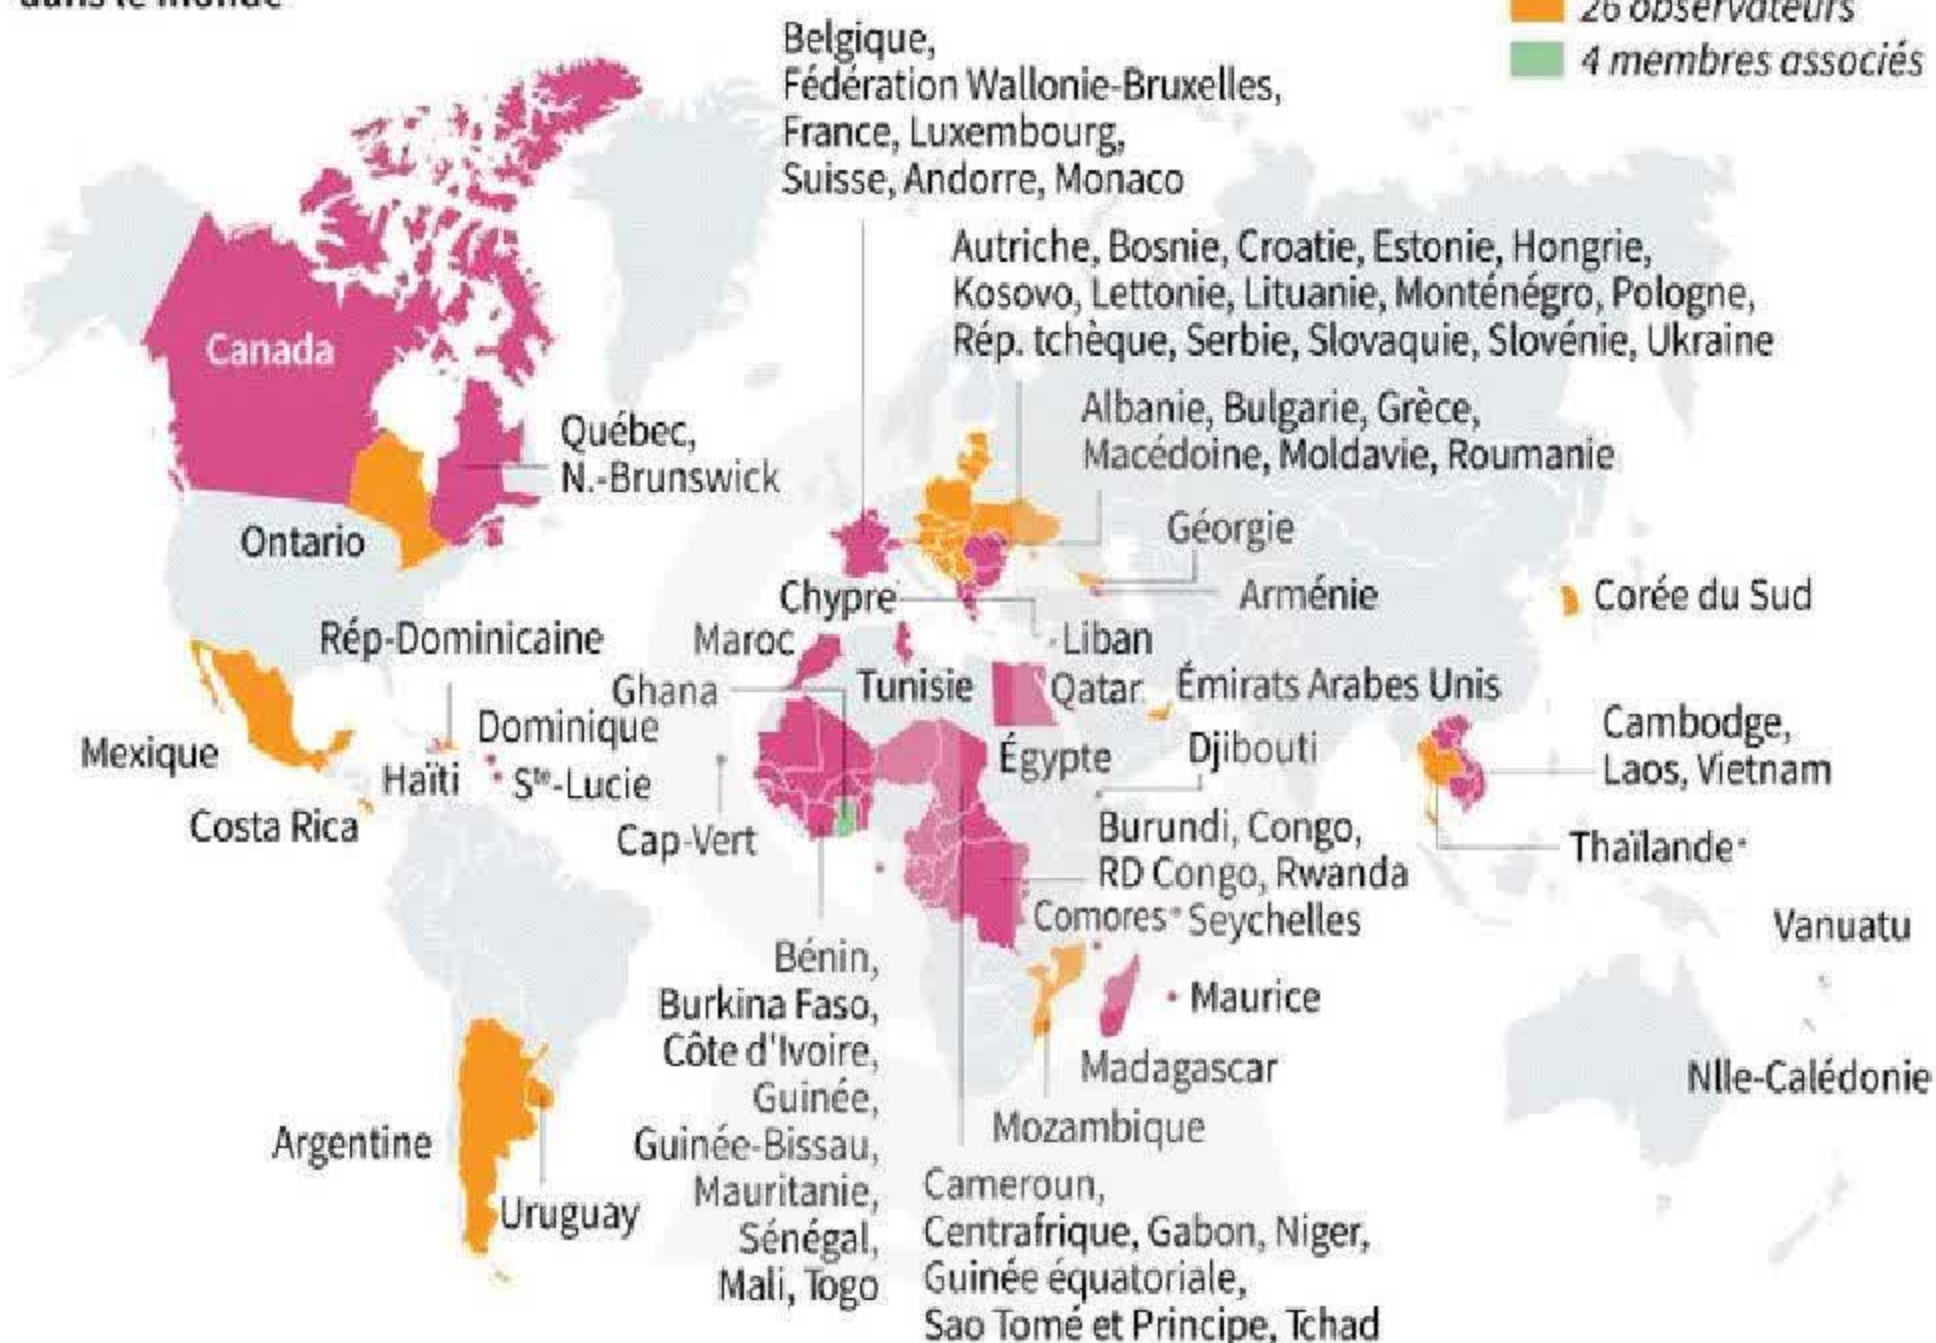 dans le monde
26 observateurs
4 membres associés
Belgique,
Fédération Wallonie-Bruxelles,
France, Luxembourg,
Suisse, Andorre, Monaco
Autriche, Bosnie, Croatie, Estonie, Hongrie,
Kosovo, Lettonie, Lituanie, Monténégro, Pologne,
Rép. tchèque, Serbie, Slovaquie, Slovénie, Ukraine
Canada
Albanie, Bulgarie, Grèce,
Macédoine, Moldavie, Roumanie
Québec,
N.-Brunswick
Ontario
Géorgie
Chypre
Arménie
Corée du Sud
Rép-Dominicaine
Maroc
Liban
Ghana
Tunisie
Qatar
Émirats Arabes Unis
Mexique
Dominique
Haïti
Ste-Lucie
Égypte
Djibouti
Cambodge,
Laos, Vietnam
Costa Rica
Cap-Vert
Burundi, Congo,
RD Congo, Rwanda
Thaïlande
Comores
Seychelles
Vanuatu
Bénin,
Burkina Faso,
Côte d'Ivoire,
Guinée,
Guinée-Bissau,
Mauritanie,
Sénégal,
Mali, Togo
Maurice
Madagascar
Nlle-Calédonie
Mozambique
Argentine
Uruguay
Cameroun,
Centrafrique, Gabon, Niger,
Guinée équatoriale,
Sao Tomé et Principe, Tchad